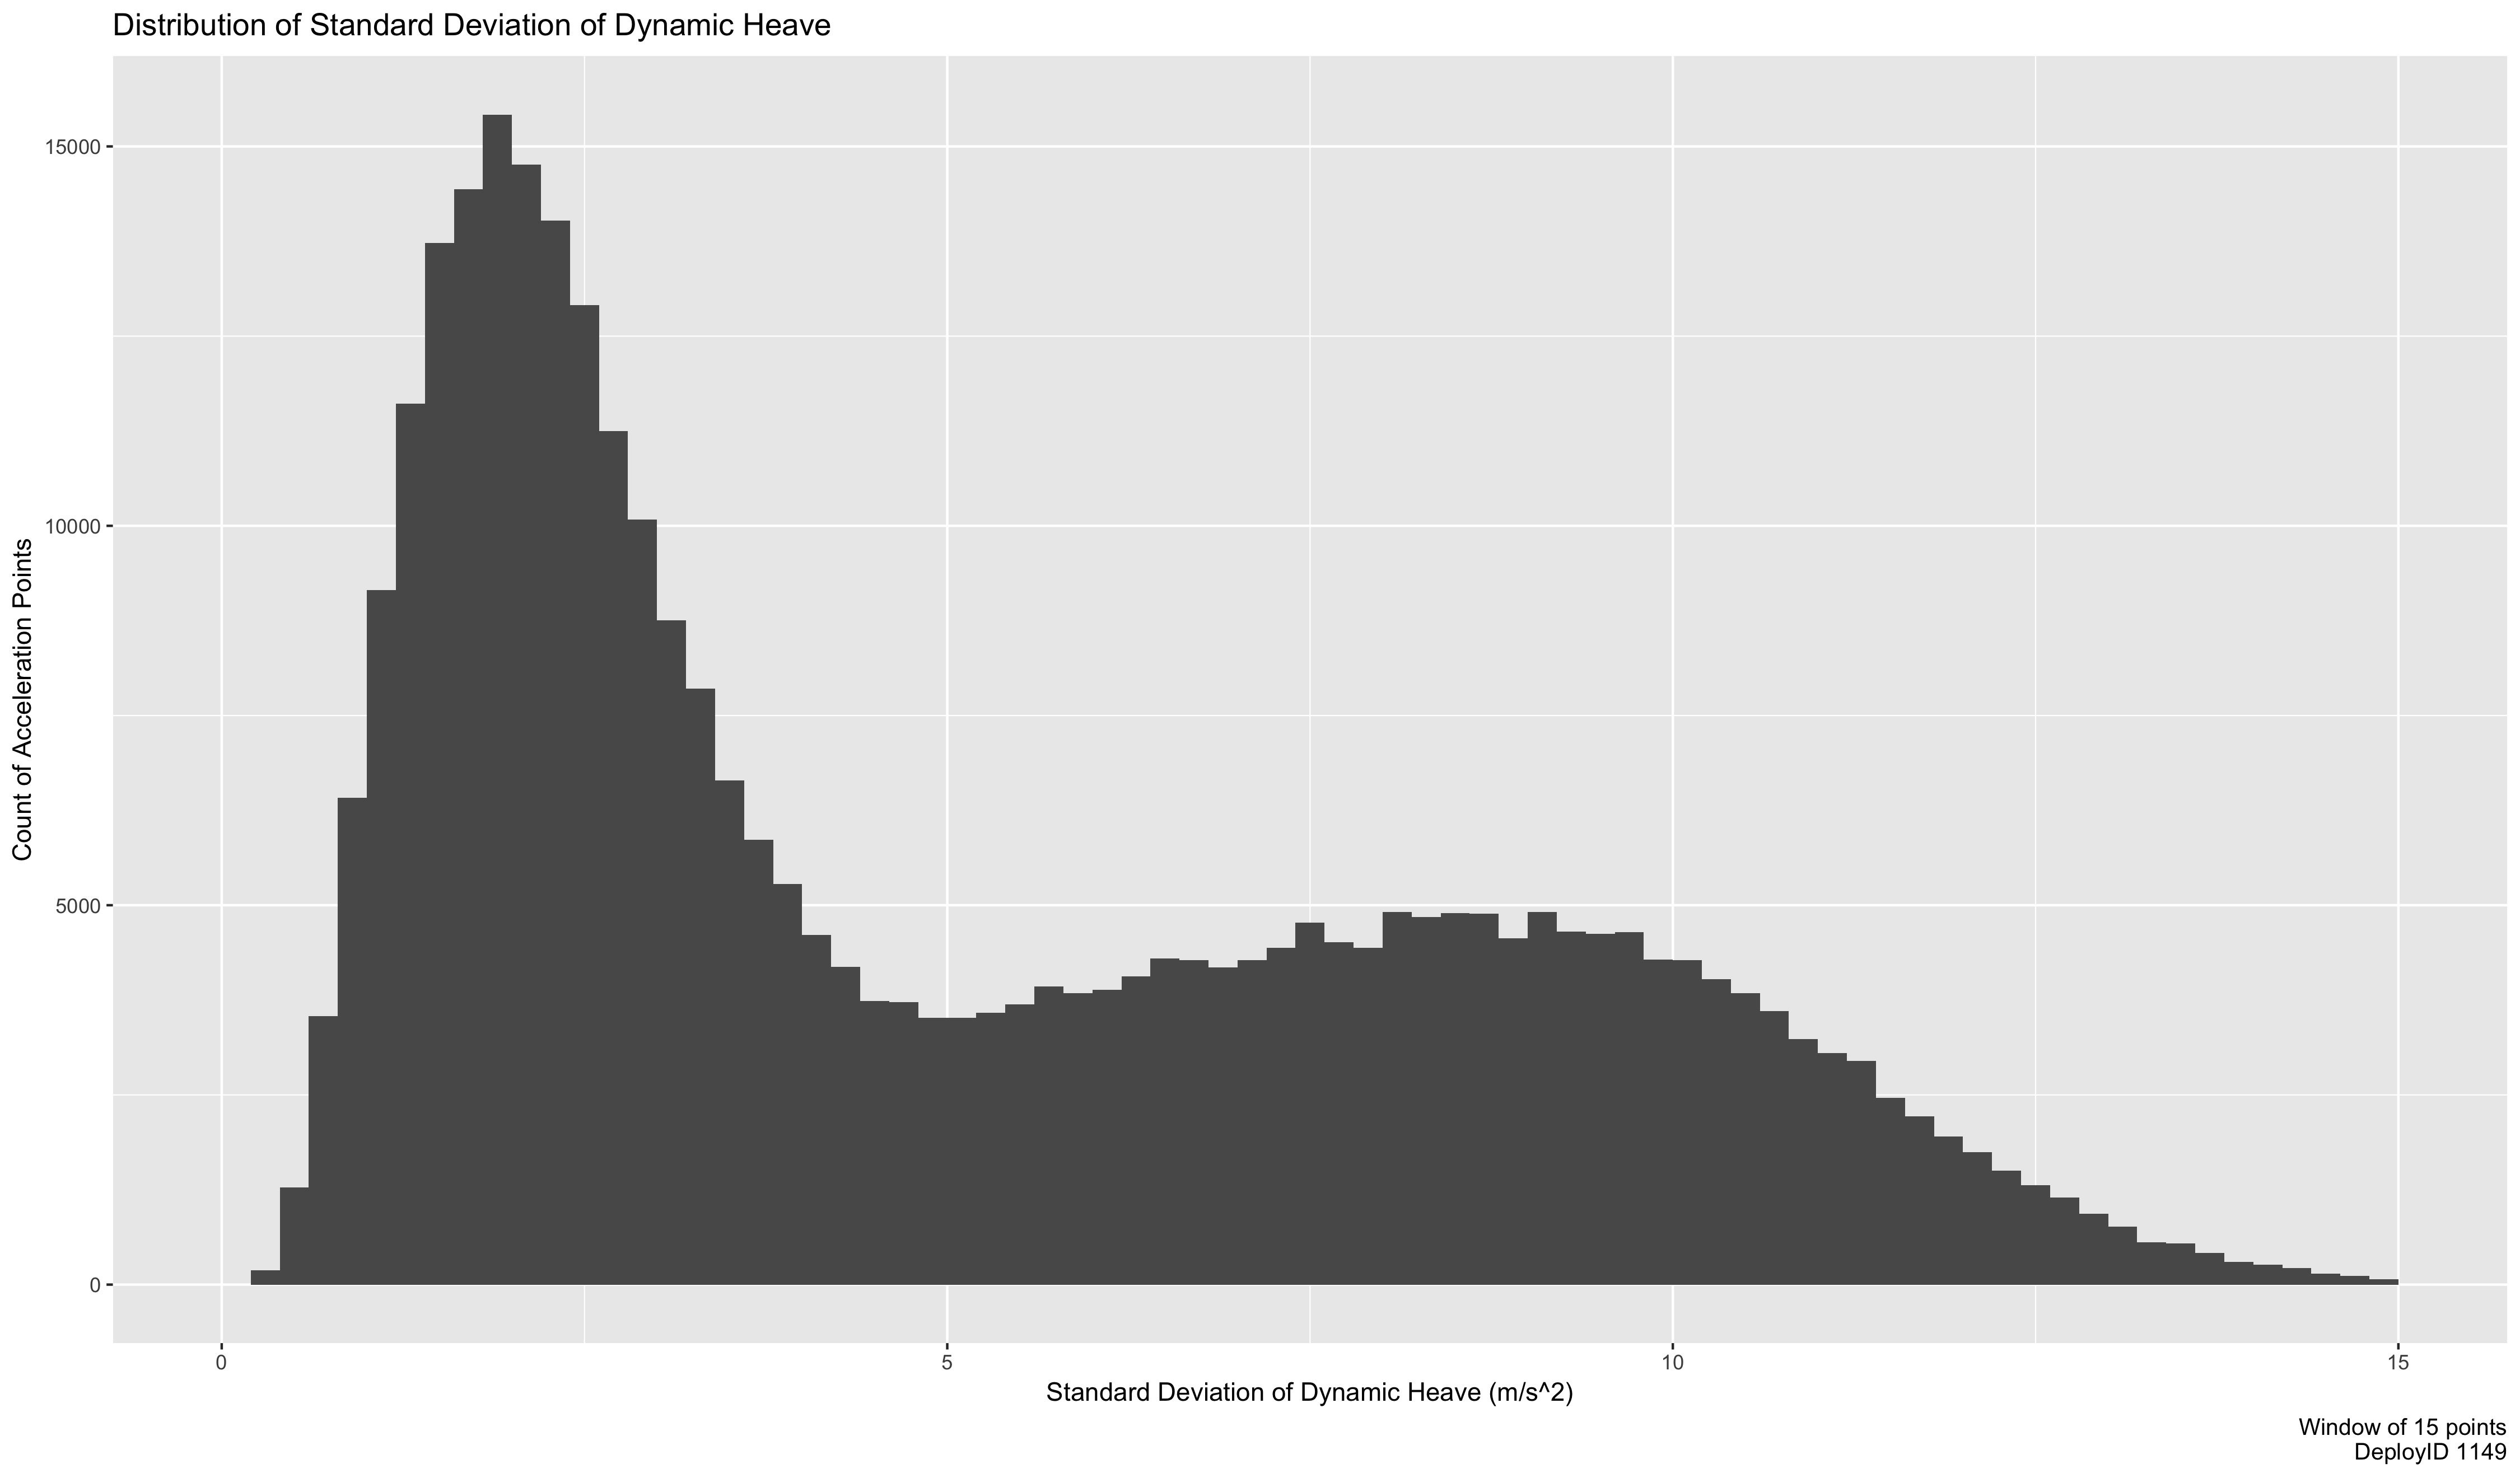 Distribution of Standard Deviation of Dynamic Heave
Count of Acceleration Points
15000
10000
5000
0
0
5
10
15
Standard Deviation of Dynamic Heave (m/s^2)
Window of 15 points
DeployID 1149